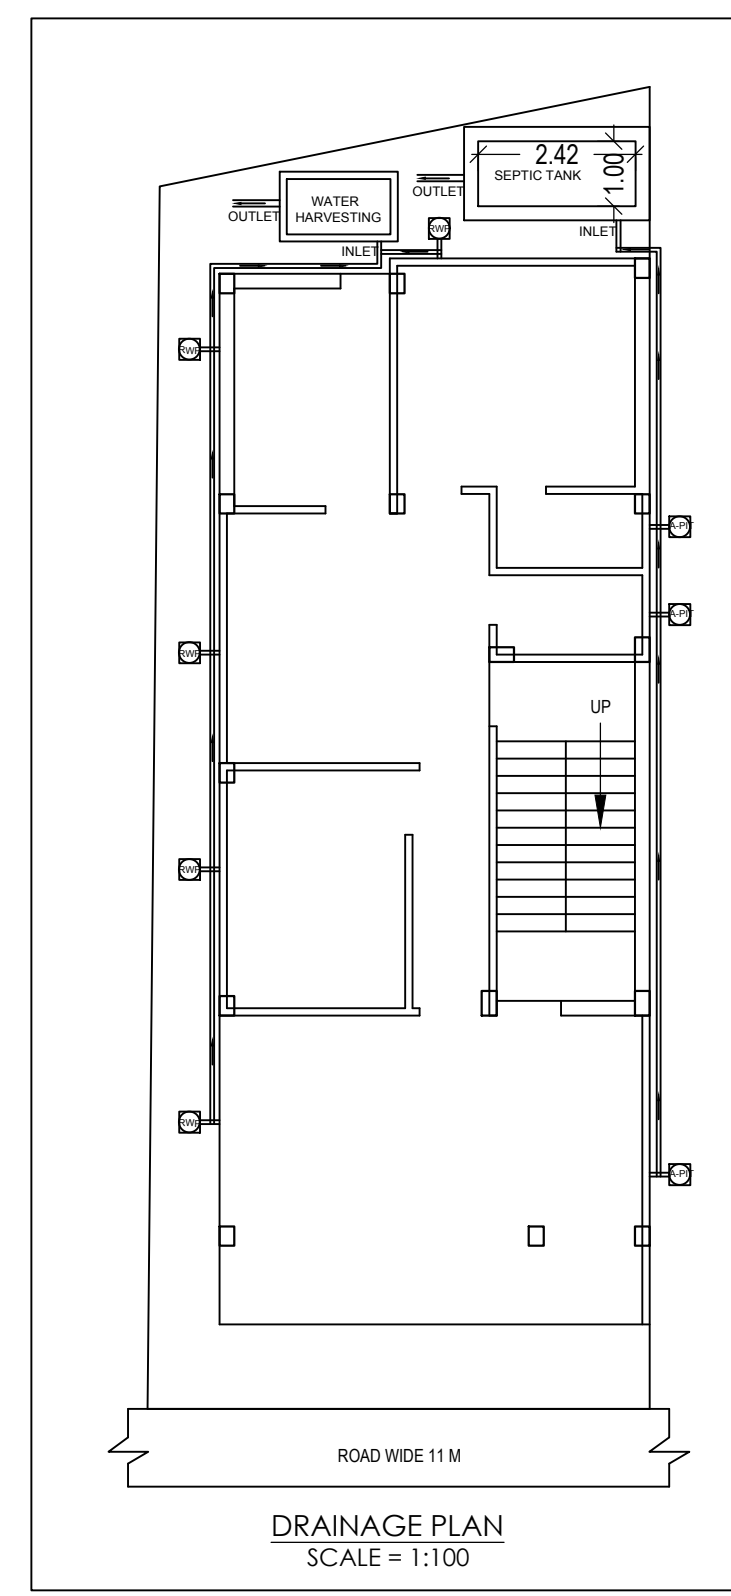 2.42
SEPTIC TANK
1.00
OUTLET
INLET
WATER
HARVESTING
OUTLET
INLET
RWP
RWP
A-PIT
A-PIT
RWP
UP
RWP
RWP
A-PIT
ROAD WIDE 11 M
DRAINAGE PLAN
SCALE = 1:100